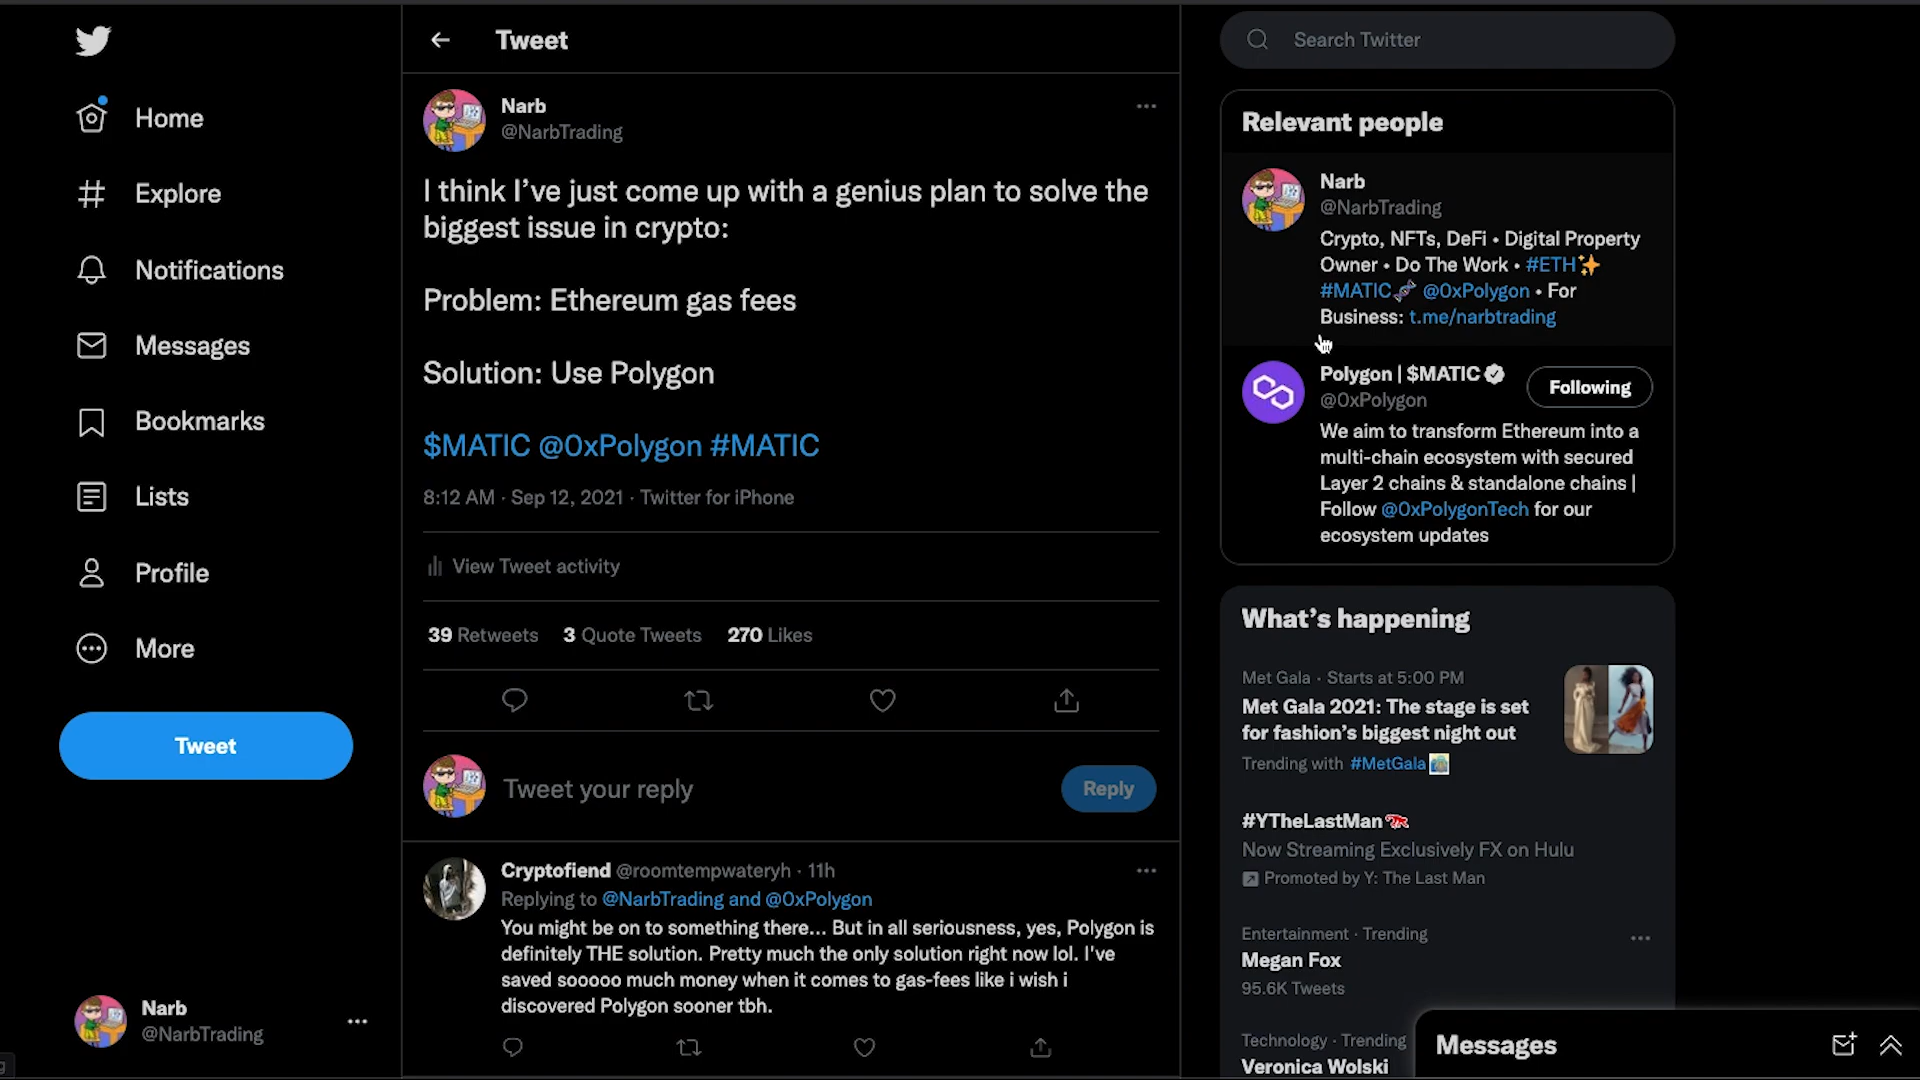 Home
Explore
Notifications
Messages
Bookmarks
Lists
Profile
More
Tweet
Narb
@NarbTrading
Tweet
Narb
@NarbTrading
I think I’ve just come up with a genius plan to solve the
biggest issue in crypto:
Problem: Ethereum gas fees
Solution: Use Polygon
$MATIC @0xPolygon #MATIC
8:12 AM · Sep 12, 2021 · Twitter for iPhone
View Tweet activity
39 Retweets 3 Quote Tweets 270 Likes
Tweet your reply
Reply
Cryptofiend @roomtempwateryh · 11h
Replying to @NarbTrading and @0xPolygon
You might be on to something there... But in all seriousness, yes, Polygon is
definitely THE solution. Pretty much the only solution right now lol. I've
saved sooooo much money when it comes to gas-fees like i wish i
discovered Polygon sooner tbh.
Search Twitter
Relevant people
Narb
@NarbTrading
Crypto, NFTs, DeFi • Digital Property
Owner • Do The Work • #ETH✨
#MATIC🧬 @0xPolygon • For
Business: t.me/narbtrading
Polygon | $MATIC
@0xPolygon
Following
We aim to transform Ethereum into a
multi-chain ecosystem with secured
Layer 2 chains & standalone chains |
Follow @0xPolygonTech for our
ecosystem updates
What’s happening
Met Gala · Starts at 5:00 PM
Met Gala 2021: The stage is set
for fashion’s biggest night out
Trending with #MetGala
#YTheLastMan
Now Streaming Exclusively FX on Hulu
Promoted by Y: The Last Man
Entertainment · Trending
Megan Fox
95.6K Tweets
Technology · Trending
Veronica Wolski
Messages